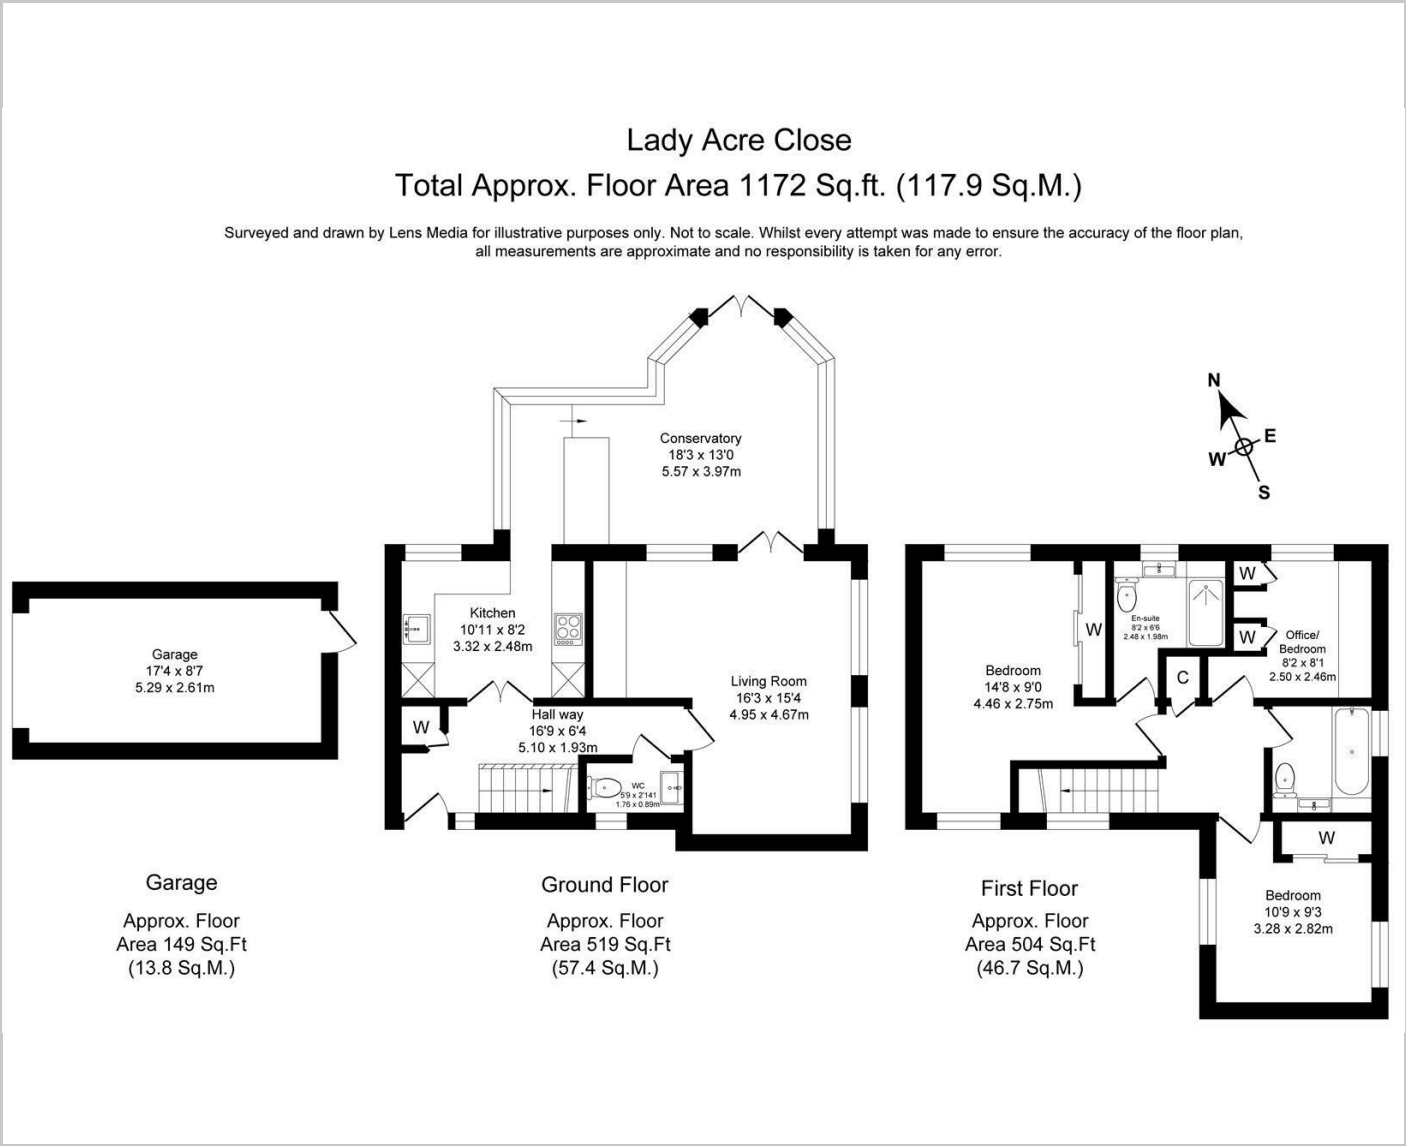 Lady Acre Close
Total Approx. Floor Area 1172 Sq.ft. (117.9 Sq.M.)
Surveyed and drawn by Lens Media for illustrative purposes only. Not to scale. Whilst every attempt was made to ensure the accuracy of the floor plan,
all measurements are approximate and no responsibility is taken for any error.
N
E
W
S
Conservatory
18'3 x 13'0
5.57 x 3.97m
Garage
17'4 x 8'7
5.29 x 2.61m
Kitchen
10'11 x 8'2
3.32 x 2.48m
Living Room
16'3 x 15'4
4.95 x 4.67m
W
Hall way
16'9 x 6'4
5.10 x 1.93m
WC
5'9 x 2'141
1.76 x 0.89m
Bedroom
14'8 x 9'0
4.46 x 2.75m
W
En-suite
8'2 x 6'6
2.48 x 1.98m
W
W
Office/
Bedroom
8'2 x 8'1
2.50 x 2.46m
C
W
Bedroom
10'9 x 9'3
3.28 x 2.82m
Garage
Approx. Floor
Area 149 Sq.Ft
(13.8 Sq.M.)
Ground Floor
Approx. Floor
Area 519 Sq.Ft
(57.4 Sq.M.)
First Floor
Approx. Floor
Area 504 Sq.Ft
(46.7 Sq.M.)